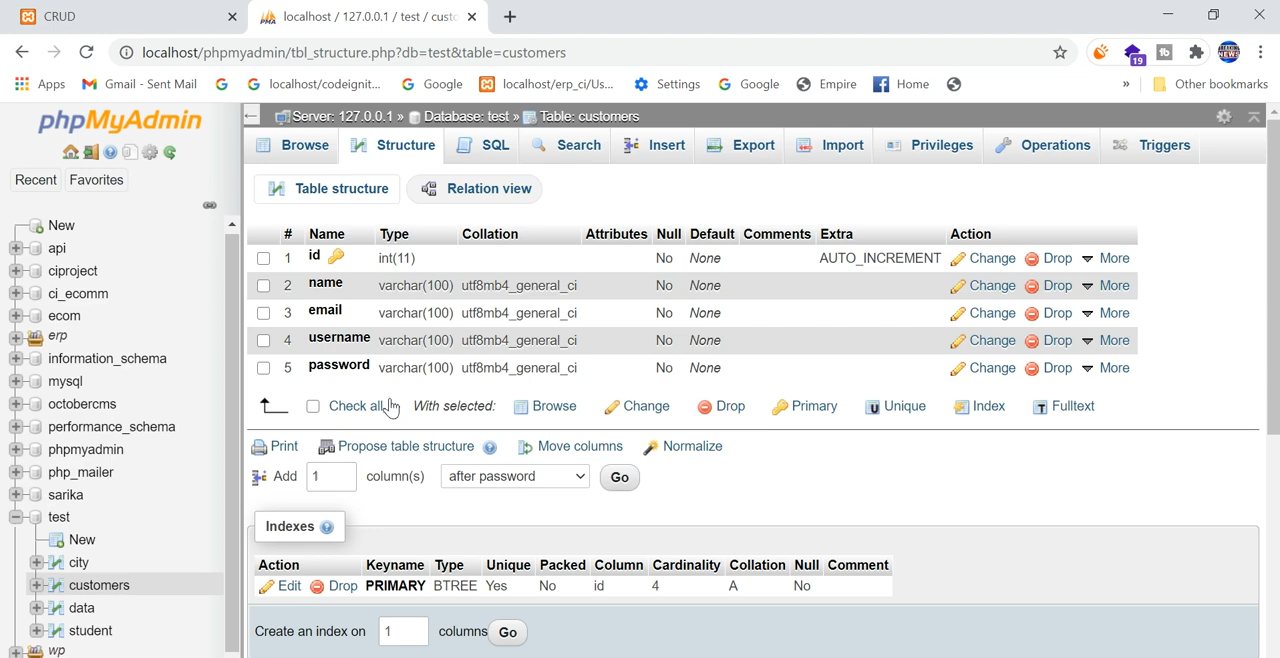 CRUD
localhost / 127.0.0.1 / test / custo
localhost/phpmyadmin/tbl_structure.php?db=test&table=customers
19
Apps Gmail - Sent Mail localhost/codeignit... Google localhost/erp_ci/Us... Settings Google Empire Home » Other bookmarks
phpMyAdmin
Recent Favorites
New
api
ciproject
ci_ecomm
ecom
erp
information_schema
mysql
octobercms
performance_schema
phpmyadmin
php_mailer
sarika
test
New
city
customers
data
student
wp
Server: 127.0.0.1 » Database: test » Table: customers
Browse Structure SQL Search Insert Export Import Privileges Operations Triggers
Table structure Relation view
# Name Type Collation Attributes Null Default Comments Extra Action
1 id int(11) No None AUTO_INCREMENT Change Drop More
2 name varchar(100) utf8mb4_general_ci No None Change Drop More
3 email varchar(100) utf8mb4_general_ci No None Change Drop More
4 username varchar(100) utf8mb4_general_ci No None Change Drop More
5 password varchar(100) utf8mb4_general_ci No None Change Drop More
Check all With selected: Browse Change Drop Primary Unique Index Fulltext
Print Propose table structure Move columns Normalize
Add 1 column(s) after password Go
Indexes
Action Keyname Type Unique Packed Column Cardinality Collation Null Comment
Edit Drop PRIMARY BTREE Yes No id 4 A No
Create an index on 1 columns Go